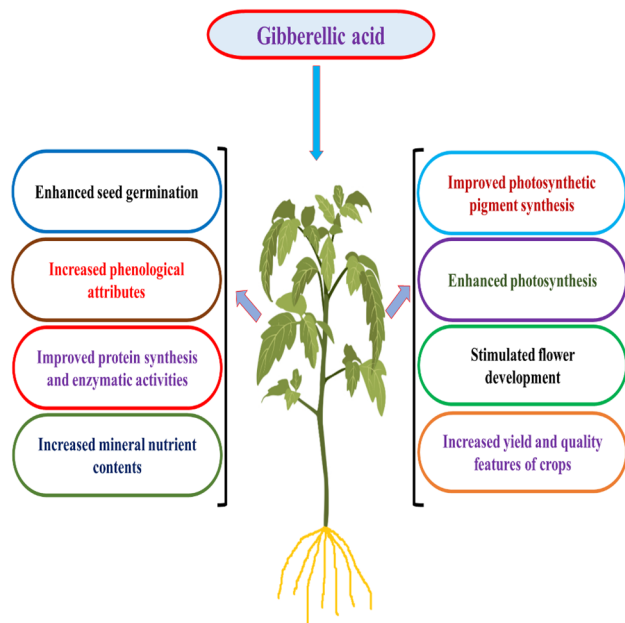 Gibberellic acid
Enhanced seed germination
Increased phenological
attributes
Improved protein synthesis
and enzymatic activities
Increased mineral nutrient
contents
Improved photosynthetic
pigment synthesis
Enhanced photosynthesis
Stimulated flower
development
Increased yield and quality
features of crops